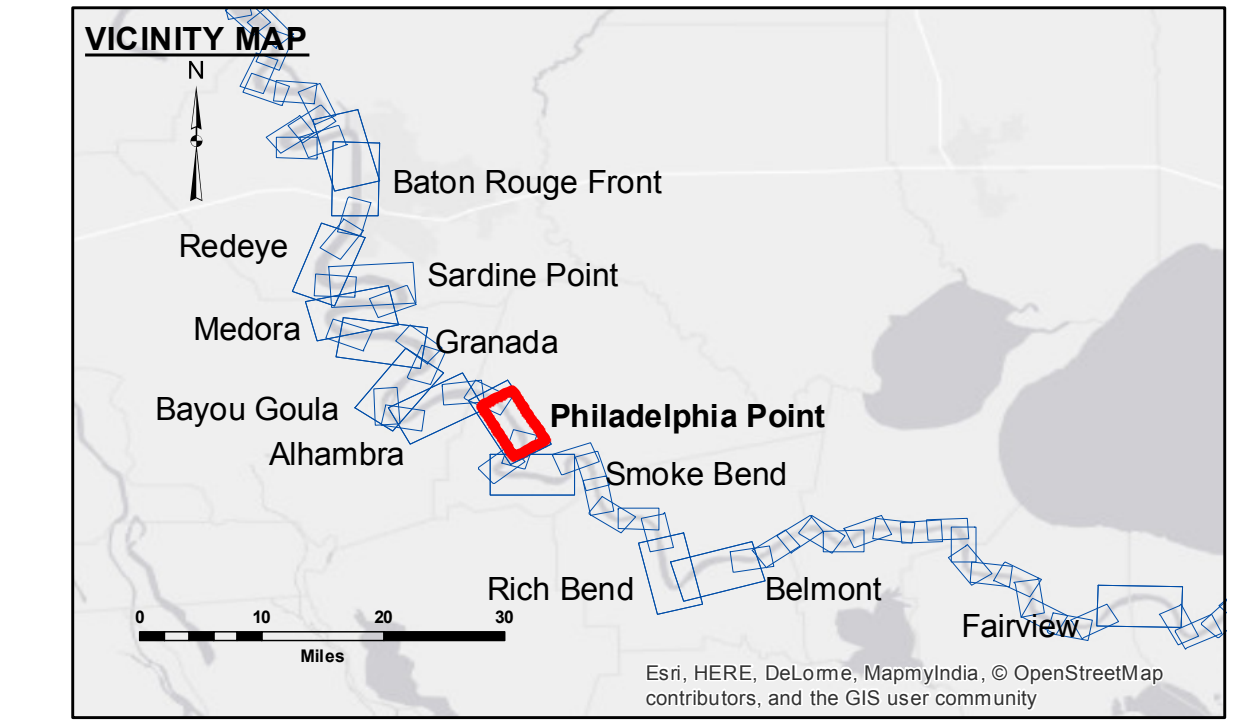 VICINITY MAP
N
Baton Rouge Front
Redeye
Sardine Point
Medora
Granada
Bayou Goula
Philadelphia Point
Alhambra
Smoke Bend
Rich Bend
Belmont
Fairview
0 10 20 30
Miles
Esri, HERE, DeLorme, MapmyIndia, © OpenStreetMap
contributors, and the GIS user community